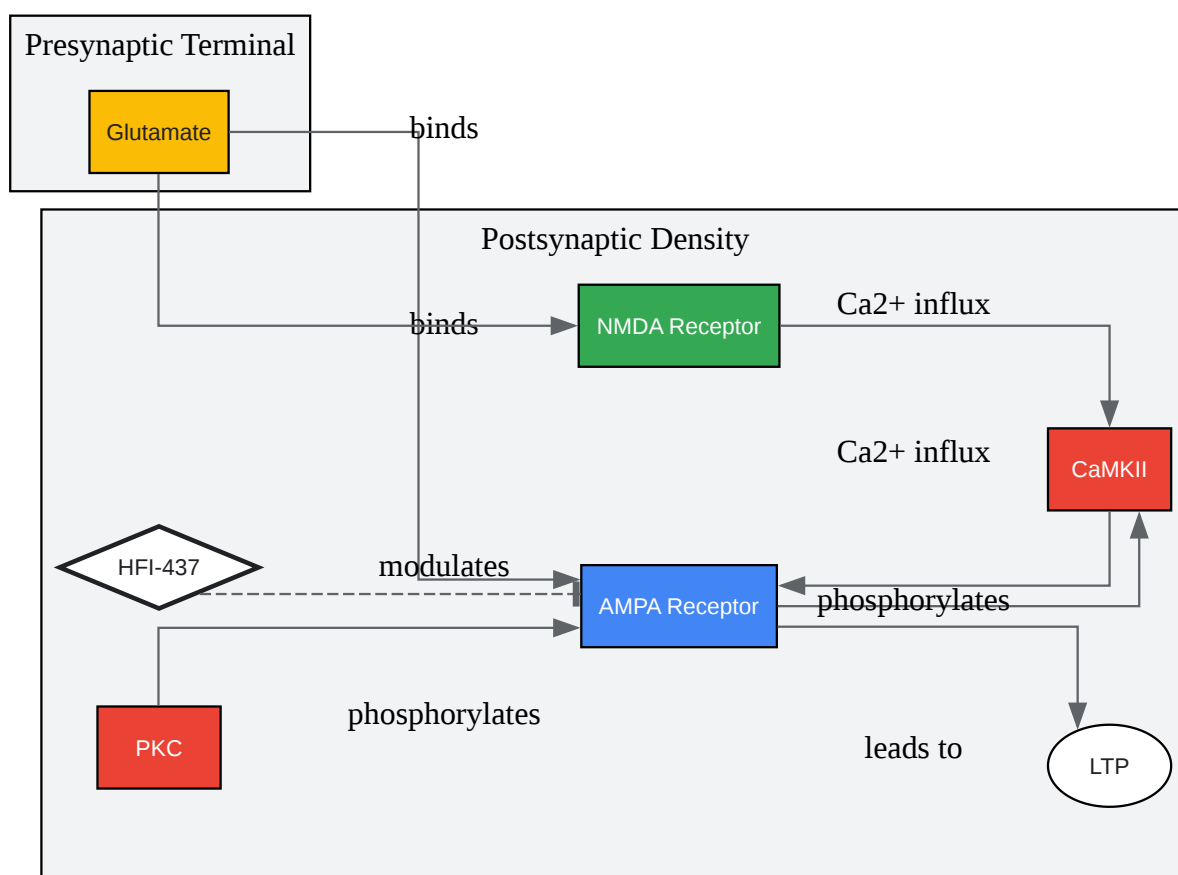 Presynaptic Terminal
Glutamate
binds
Postsynaptic Density
NMDA Receptor
Ca2+ influx
binds
Ca2+ influx
CaMKII
HFI-437
modulates
AMPA Receptor
phosphorylates
phosphorylates
PKC
leads to
LTP